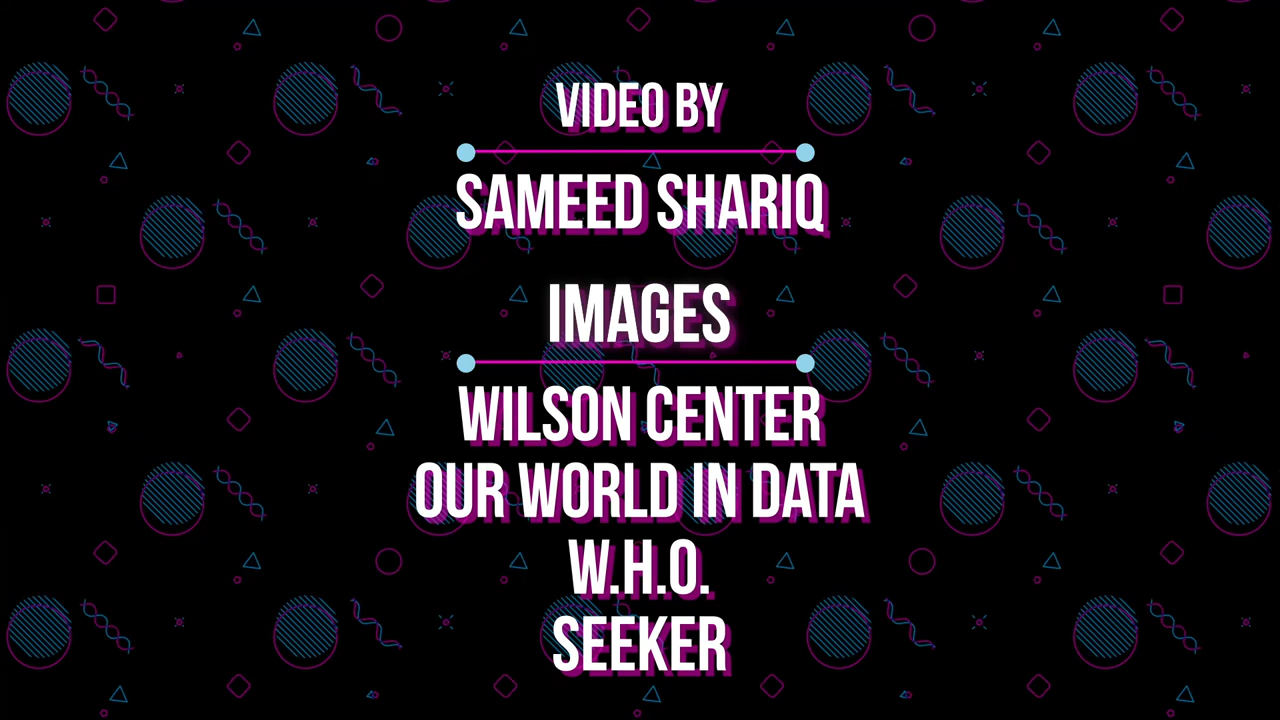 VIDEO BY
SAMEED SHARIQ
IMAGES
WILSON CENTER
OUR WORLD IN DATA
W.H.O.
SEEKER